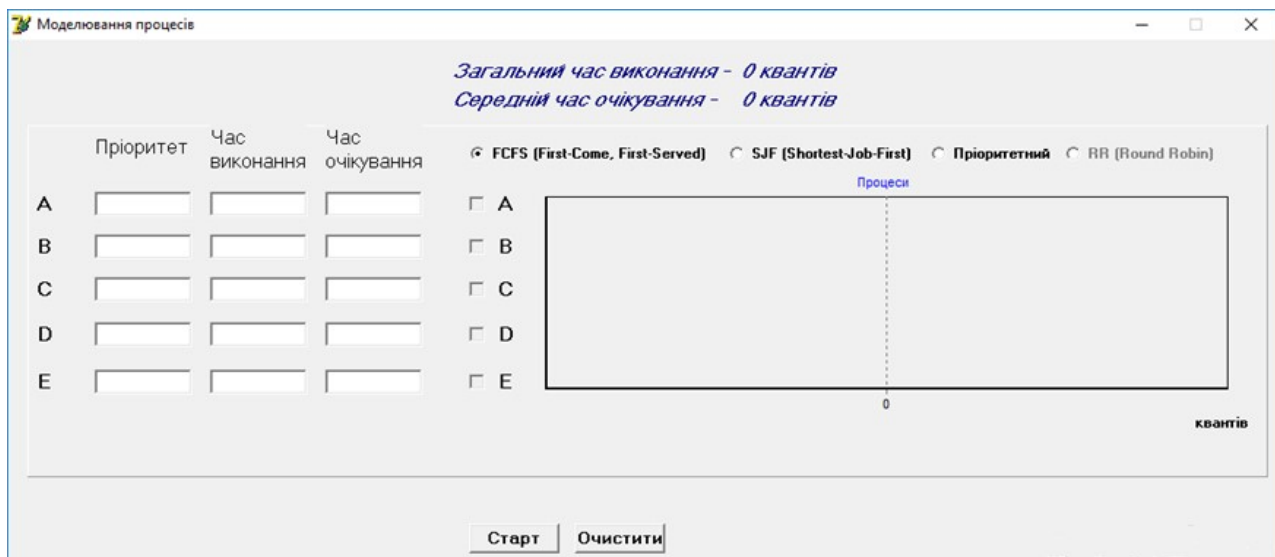 Моделювання процесів
Загальний час виконання - 0 квантів
Середній час очікування - 0 квантів
Пріоритет Час виконання Час очікування
FCFS (First-Come, First-Served) SJF (Shortest-Job-First) Пріоритетний RR (Round Robin)
Процеси
A A
B B
C C
D D
E E
0
квантів
Старт Очистити